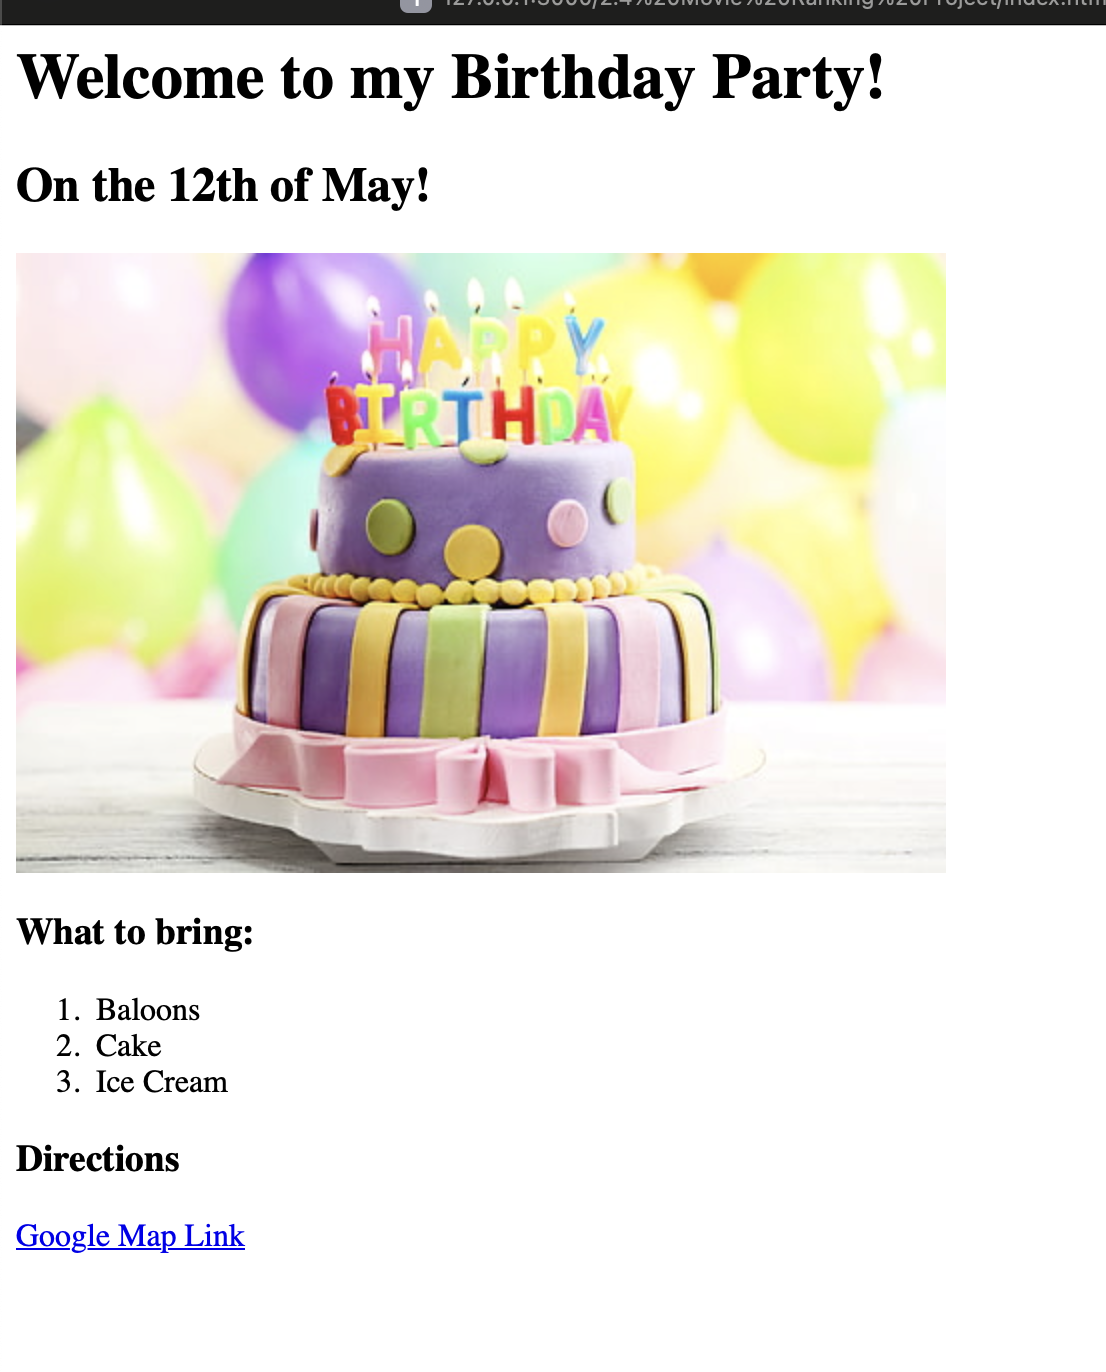 Welcome to my Birthday Party!
On the 12th of May!
HAPPY
BIRTHDAY
What to bring:
1. Baloons
2. Cake
3. Ice Cream
Directions
Google Map Link